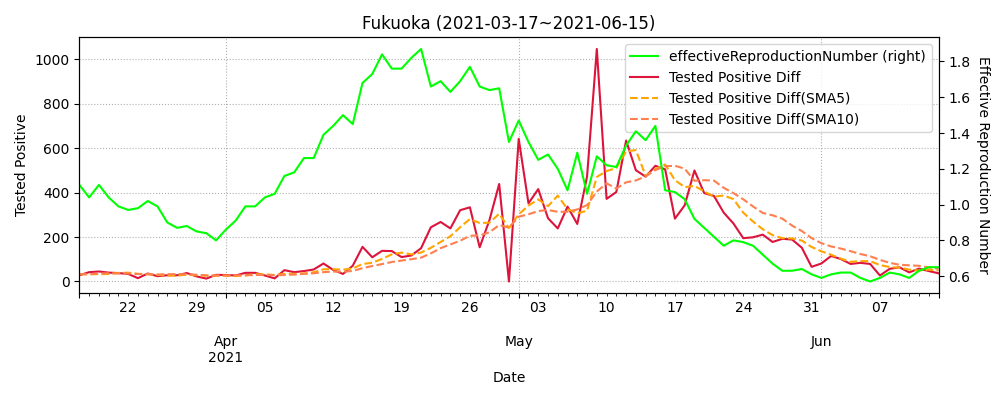 Fukuoka (2021-03-17~2021-06-15)
effectiveReproductionNumber (right)
Tested Positive Diff
Tested Positive Diff(SMA5)
Tested Positive Diff(SMA10)
Tested Positive
1000
800
600
400
200
0
Effective Reproduction Number
1.8
1.6
1.4
1.2
1.0
0.8
0.6
22 29 05 12 19 26 03 10 17 24 31 07
Apr May Jun
2021
Date